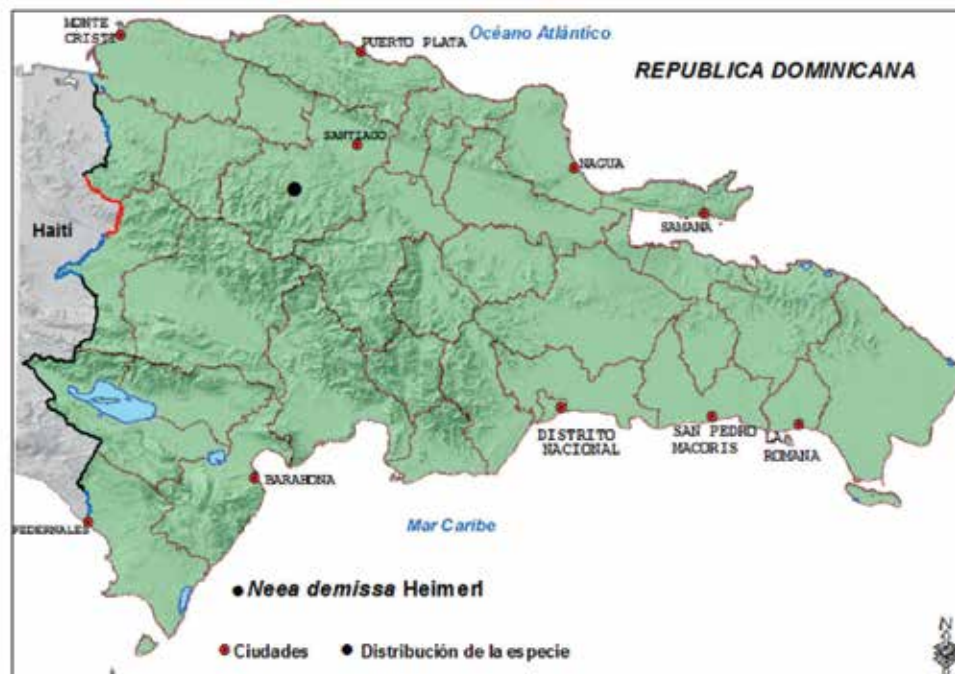 MONTE
CRISTI
PUERTO PLATA
Océano Atlántico
REPUBLICA DOMINICANA
SANTIAGO
NAGUA
SAMANA
Haití
DISTRITO
NACIONAL
SAN PEDRO
MACORIS
LA
ROMANA
BARAHONA
PEDERNALES
Mar Caribe
Neea demissa Heimerl
Ciudades
Distribución de la especie
N